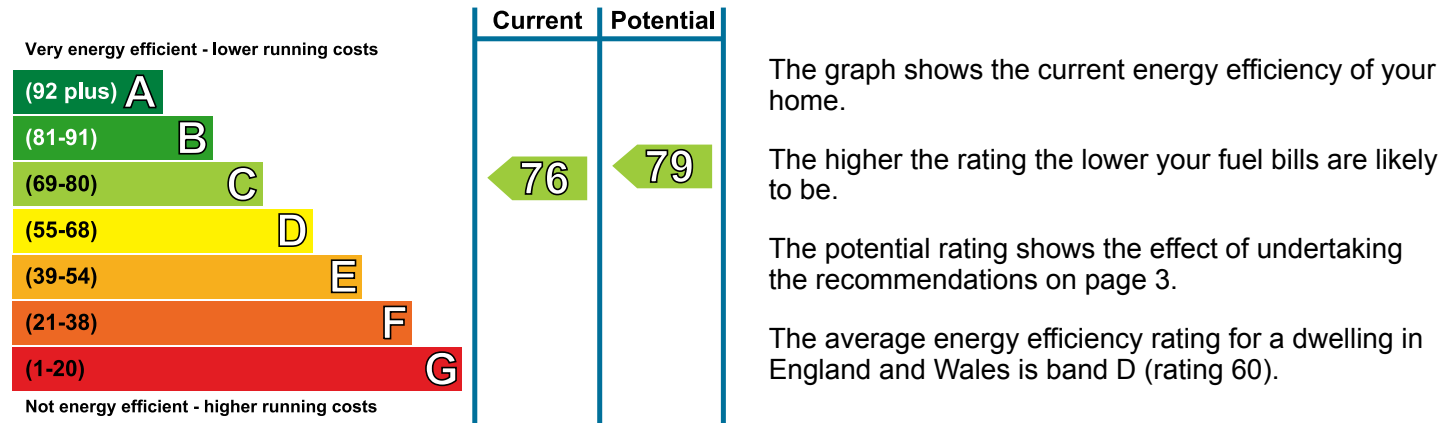 Current Potential
Very energy efficient - lower running costs
(92 plus) A
(81-91) B
(69-80) C
76 79
(55-68) D
(39-54) E
(21-38) F
(1-20) G
Not energy efficient - higher running costs
The graph shows the current energy efficiency of your
home.
The higher the rating the lower your fuel bills are likely
to be.
The potential rating shows the effect of undertaking
the recommendations on page 3.
The average energy efficiency rating for a dwelling in
England and Wales is band D (rating 60).